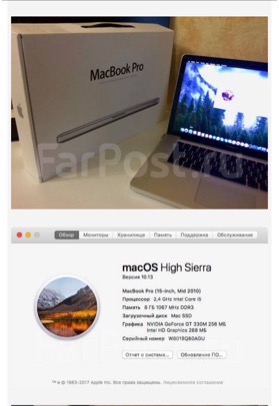 MacBook Pro
FarPost.ru
Обзор Мониторы Хранилище Память Поддержка Обслуживание
macOS High Sierra
Версия 10.13
MacBook Pro (15-inch, Mid 2010)
Процессор 2,4 GHz Intel Core i5
Память 8 ГБ 1067 MHz DDR3
Загрузочный диск Mac SSD
Графика NVIDIA GeForce GT 330M 256 МБ
Intel HD Graphics 288 МБ
Серийный номер
Отчет о системе... Обновление ПО...
™ и © 1983-2017 Apple Inc. Все права защищены. Лицензионное соглашение